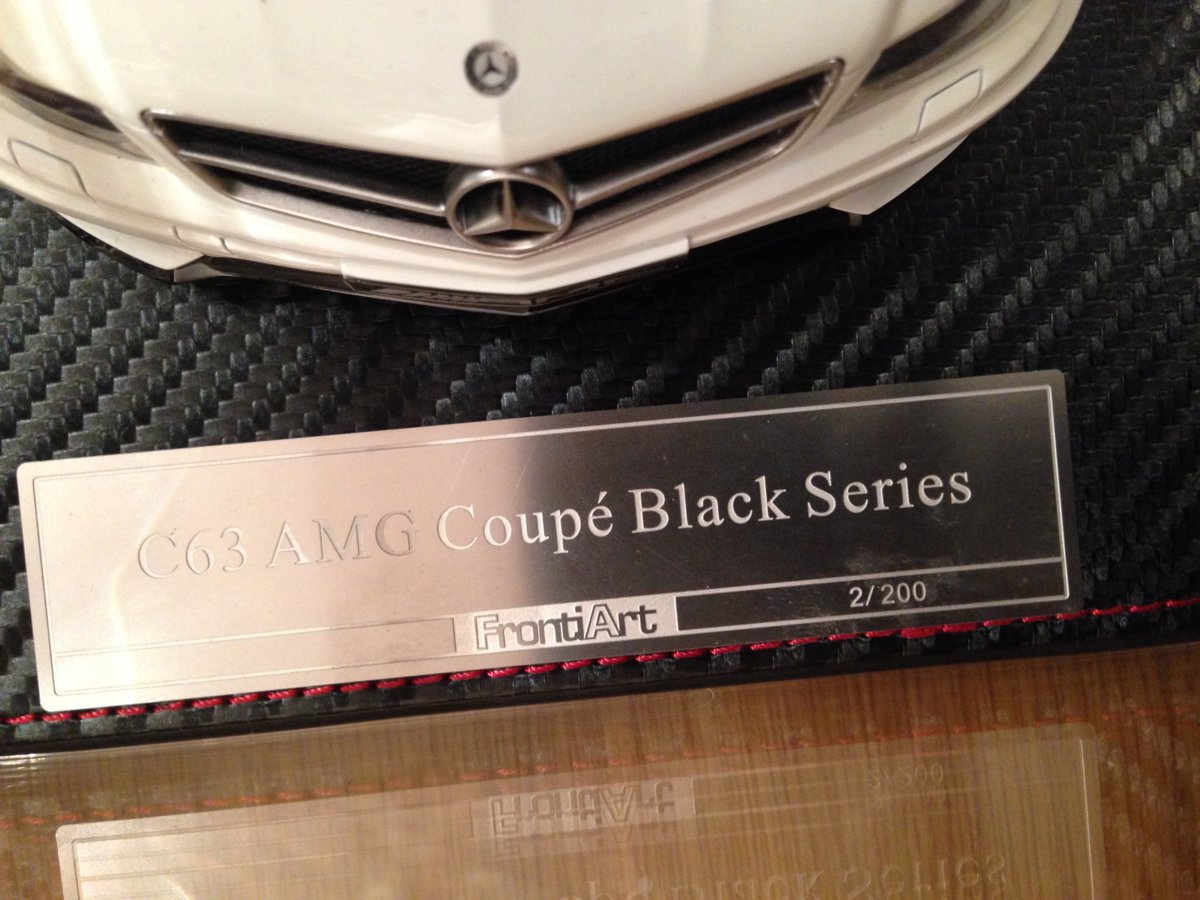 C63 AMG Coupé Black Series
FrontiArt
2/200